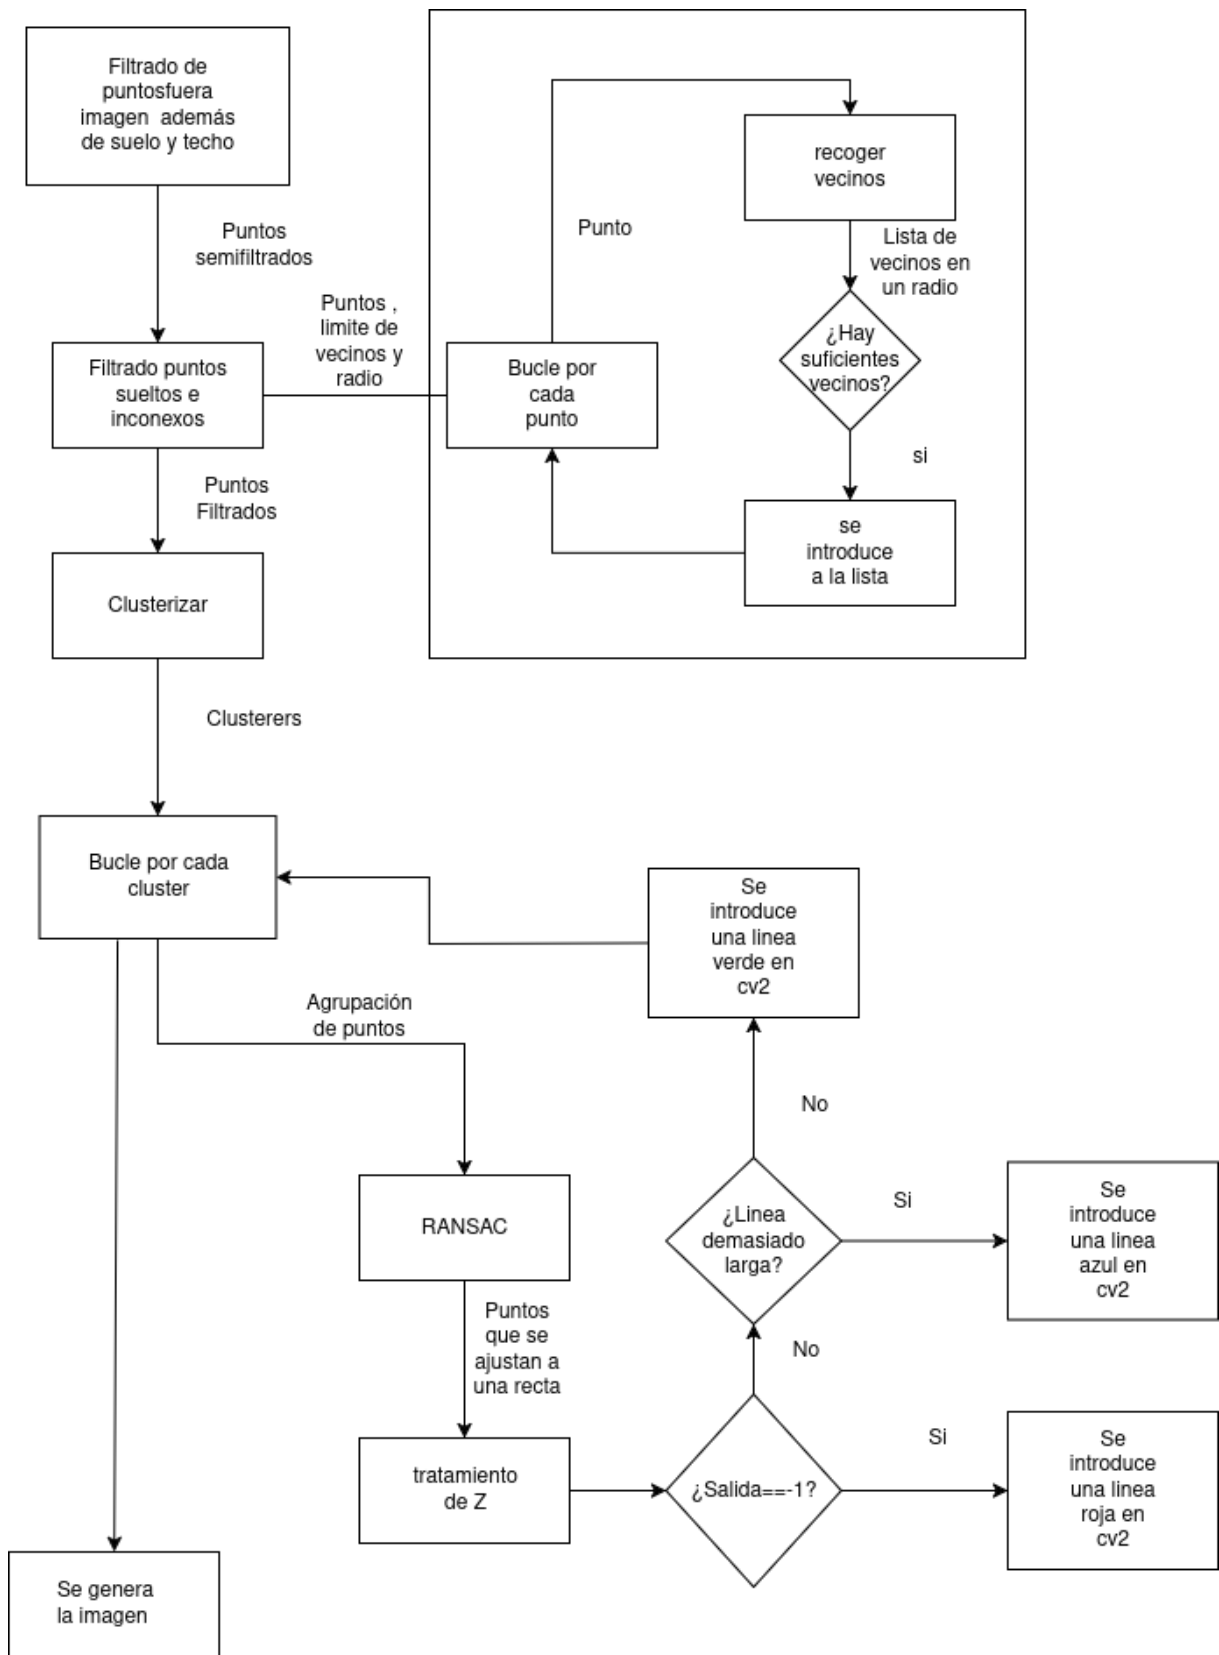 Filtrado de
puntosfuera
imagen  además
de suelo y techo
Puntos
semifiltrados
Filtrado puntos
sueltos e
inconexos
Puntos ,
limite de
vecinos y
radio
Bucle por
cada
punto
Punto
recoger
vecinos
Lista de
vecinos en
un radio
¿Hay
suficientes
vecinos?
si
se
introduce
a la lista
Puntos
Filtrados
Clusterizar
Clusterers
Bucle por cada
cluster
Agrupación
de puntos
RANSAC
Puntos
que se
ajustan a
una recta
tratamiento
de Z
¿Salida==-1?
Si
Se
introduce
una linea
roja en
cv2
No
¿Linea
demasiado
larga?
Si
Se
introduce
una linea
azul en
cv2
No
Se
introduce
una linea
verde en
cv2
Se genera
la imagen